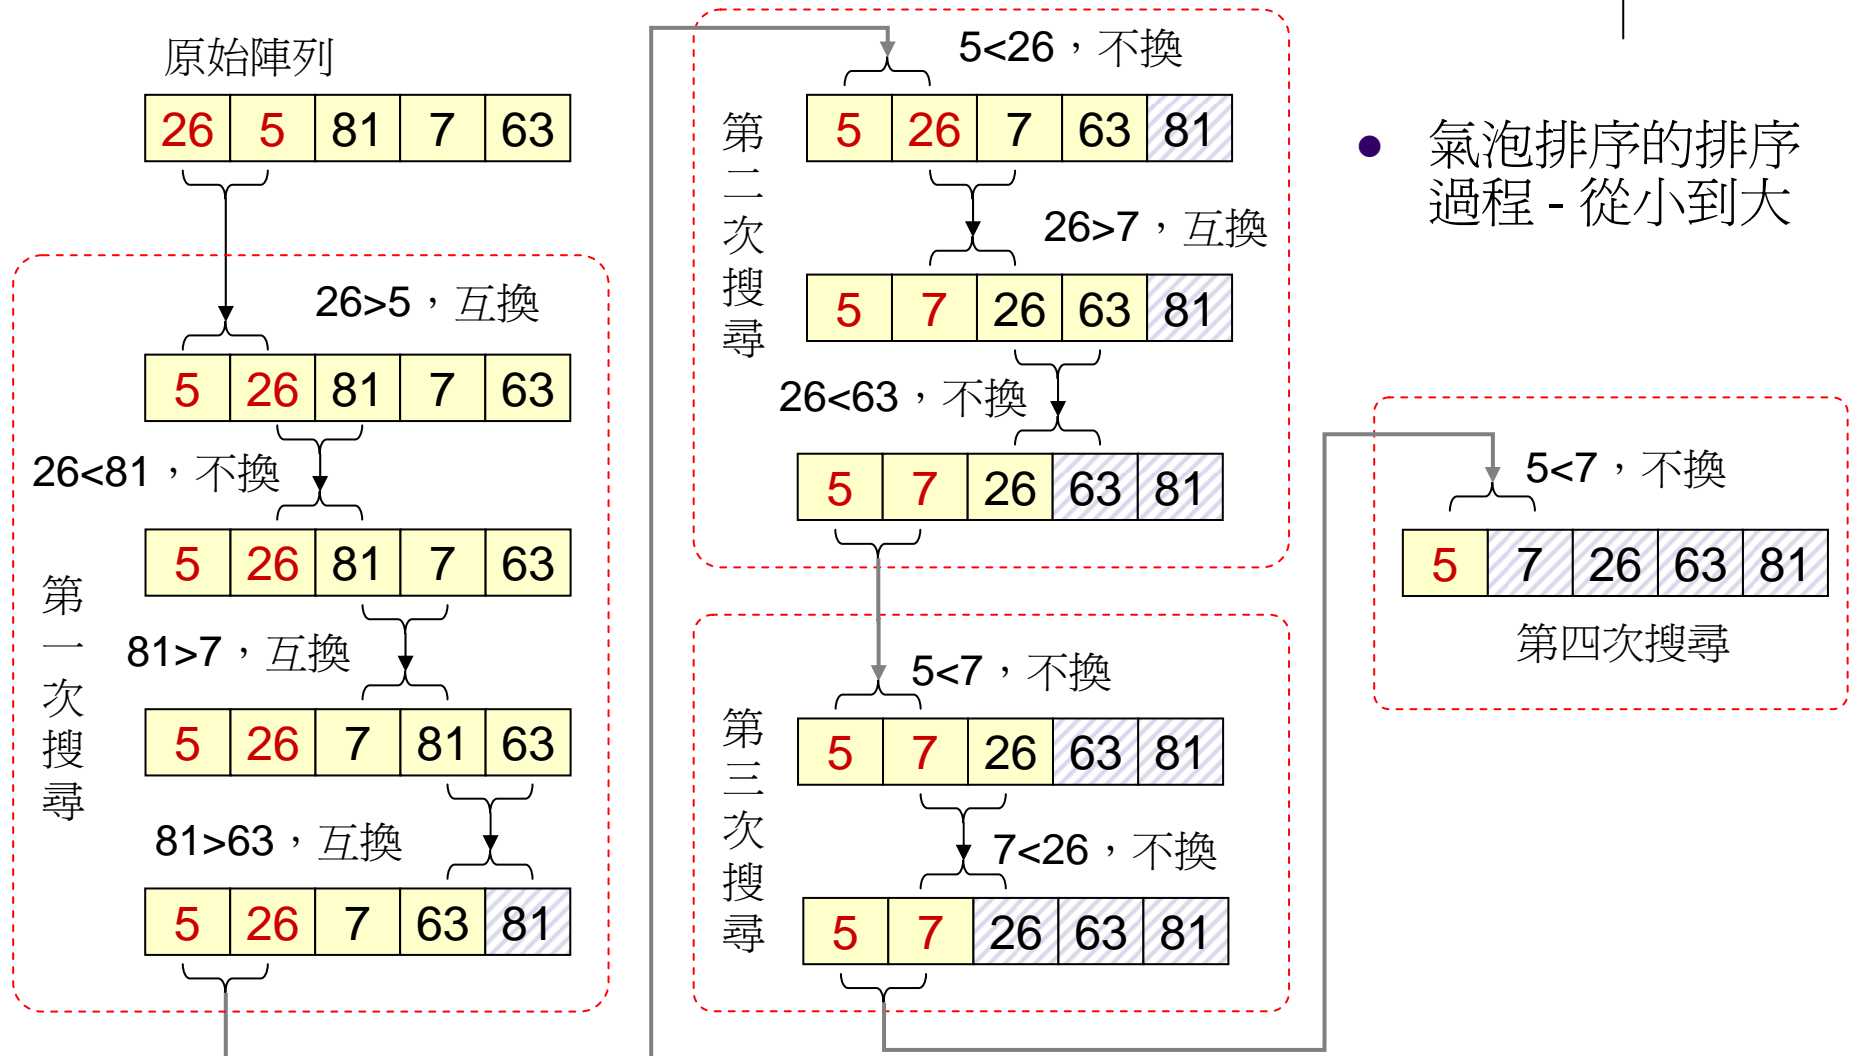 原始陣列
26 5 81 7 63
第一次搜尋
26>5，互換
5 26 81 7 63
26<81，不換
5 26 81 7 63
81>7，互換
5 26 7 81 63
81>63，互換
5 26 7 63 81
第二次搜尋
5<26，不換
5 26 7 63 81
26>7，互換
5 7 26 63 81
26<63，不換
5 7 26 63 81
第三次搜尋
5<7，不換
5 7 26 63 81
7<26，不換
5 7 26 63 81
● 氣泡排序的排序
過程 - 從小到大
5<7，不換
5 7 26 63 81
第四次搜尋